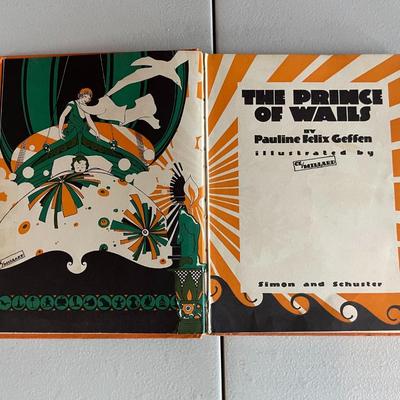 THE PRINCE
OF WAILS
BY
Pauline Felix Geffen
illustrated by
Simon and Schuster